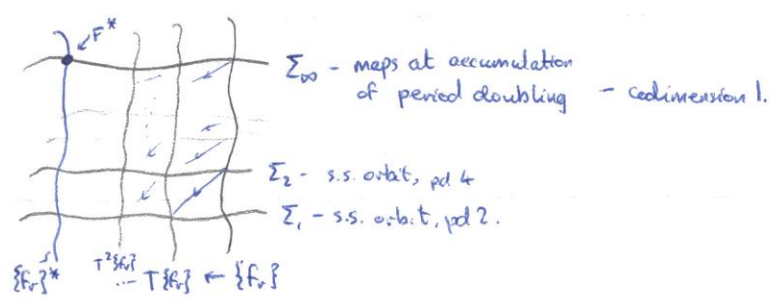 F*
Σ∞ - maps at accumulation
of period doubling - codimension 1.
Σ2 - s.s. orbit, pd 4
Σ1 - s.s. orbit, pd 2.
{fr}* ... T²{fr} T{fr} ← {fr}